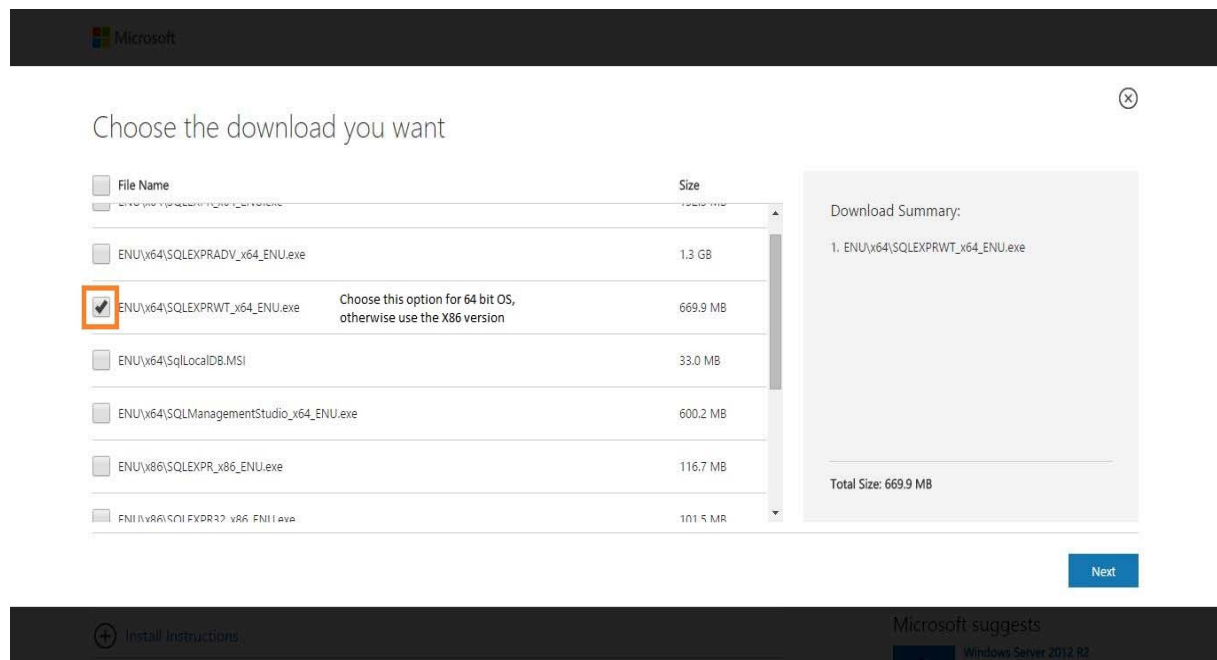 Microsoft
Choose the download you want
File Name Size
ENU\x64\SQLEXPRADV_x64_ENU.exe 1.3 GB
ENU\x64\SQLEXPRWT_x64_ENU.exe 669.9 MB
Choose this option for 64 bit OS,
otherwise use the X86 version
ENU\x64\SqlLocalDB.MSI 33.0 MB
ENU\x64\SQLManagementStudio_x64_ENU.exe 600.2 MB
ENU\x86\SQLEXPR_x86_ENU.exe 116.7 MB
ENU\x86\SQLEXPR32_x86_ENU.exe 101.5 MB
Download Summary:
1. ENU\x64\SQLEXPRWT_x64_ENU.exe
Total Size: 669.9 MB
Next
Install Instructions
Microsoft suggests
Windows Server 2012 R2